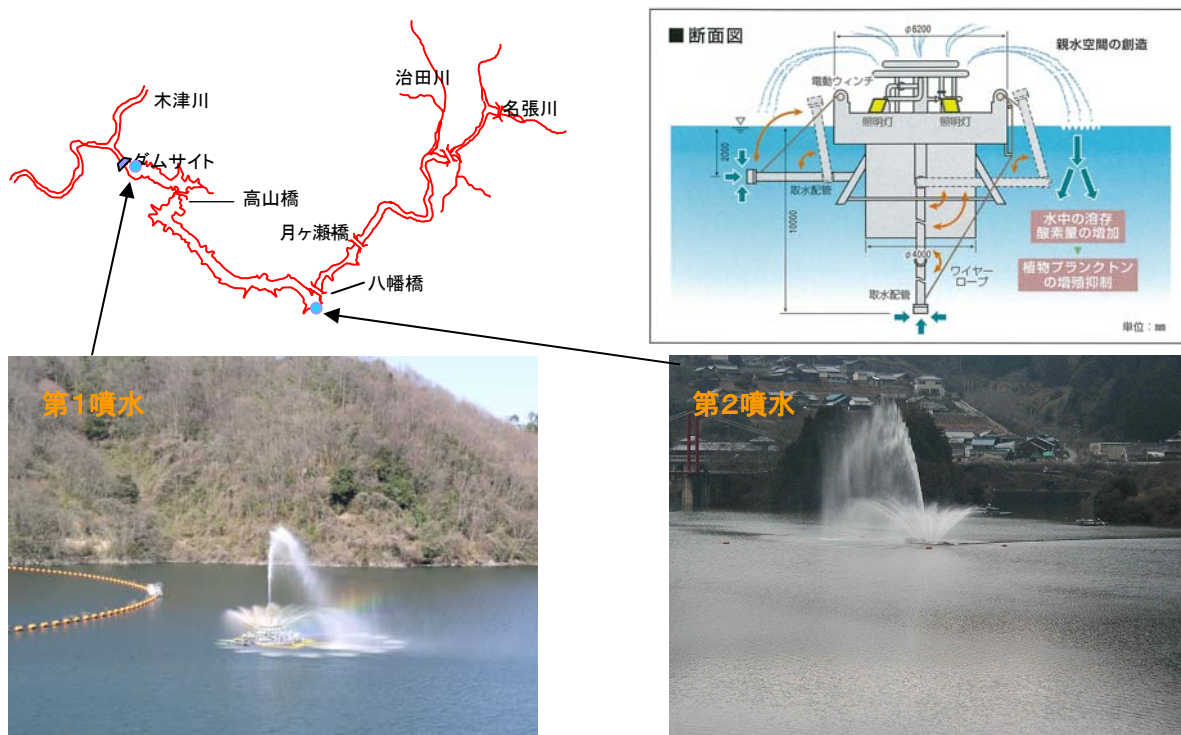 治田川
木津川
名張川
ダムサイト
高山橋
月ヶ瀬橋
八幡橋
■断面図
φ6200
親水空間の創造
電動ウィンチ
照明灯
照明灯
2000
取水配管
10000
水中の溶存
酸素量の増加
植物プランクトン
の増殖抑制
φ4000
ワイヤー
ロープ
取水配管
単位:㎜
第1噴水
第2噴水